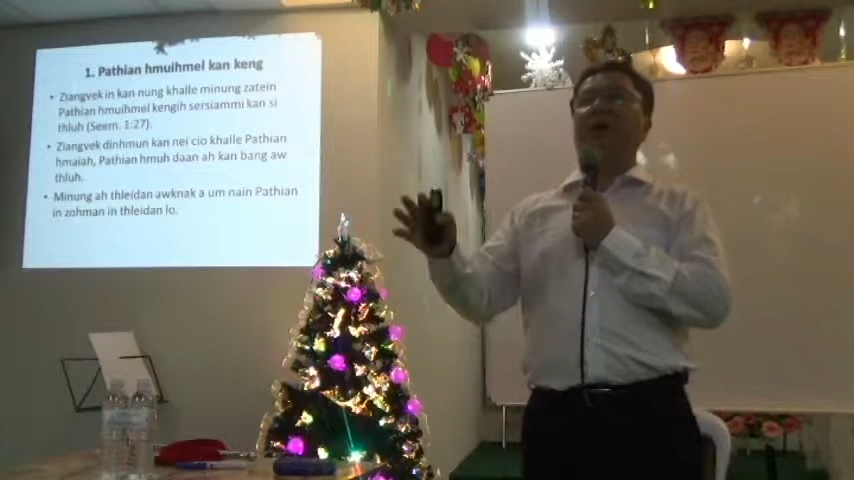 1. Pathian hmuihmel kan keng
• Ziangvek in kan nung khalle minung zatein
Pathian hmuihmel kengih sersiammi kan si
thluh (Seem. 1:27).
• Ziangvek dinhmun kan nei cio khalle Pathian
hmaiah, Pathian hmuh daan ah kan bang aw
thluh.
• Minung ah thleidan awknak a um nain Pathian
in zohman in thleidan lo.